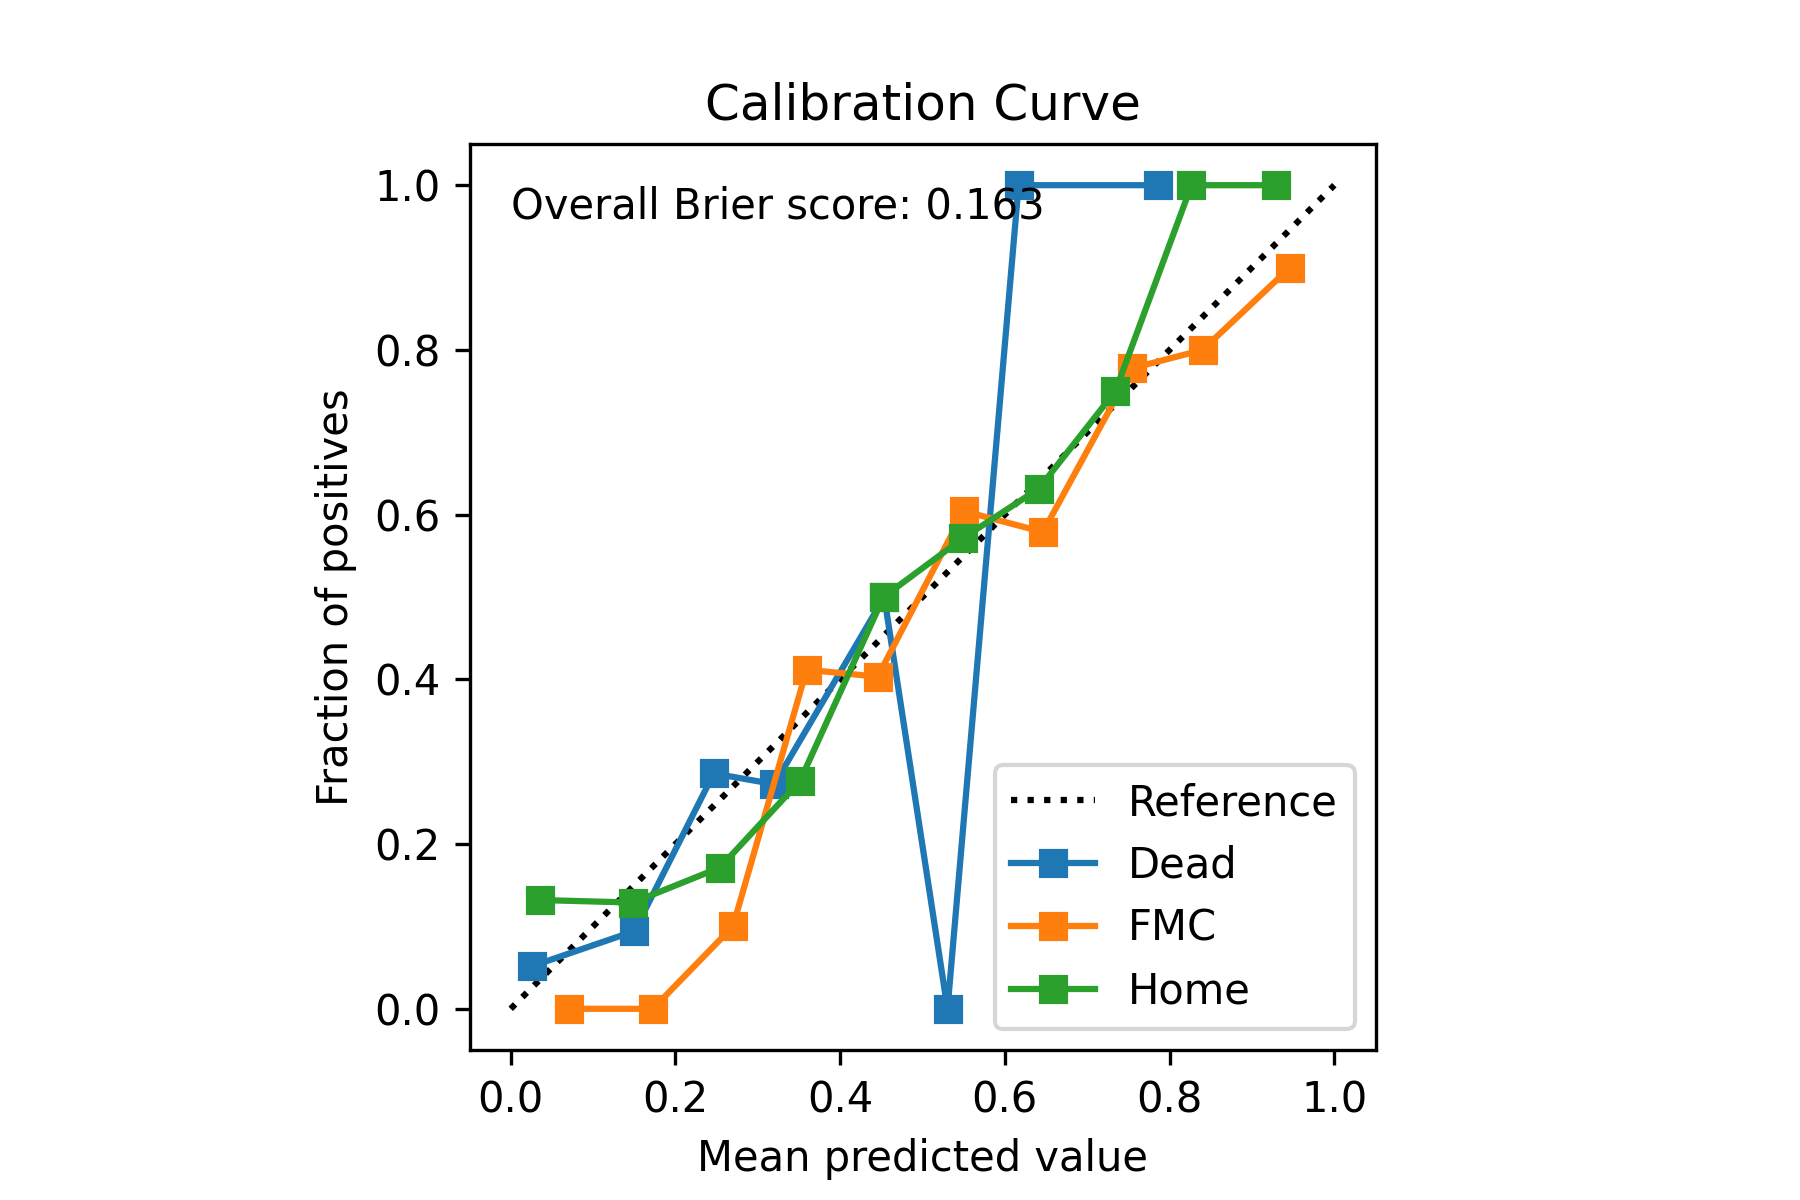 Calibration Curve
Overall Brier score: 0.163
Fraction of positives
1.0
0.8
0.6
0.4
0.2
0.0
Reference
Dead
FMC
Home
0.0 0.2 0.4 0.6 0.8 1.0
Mean predicted value